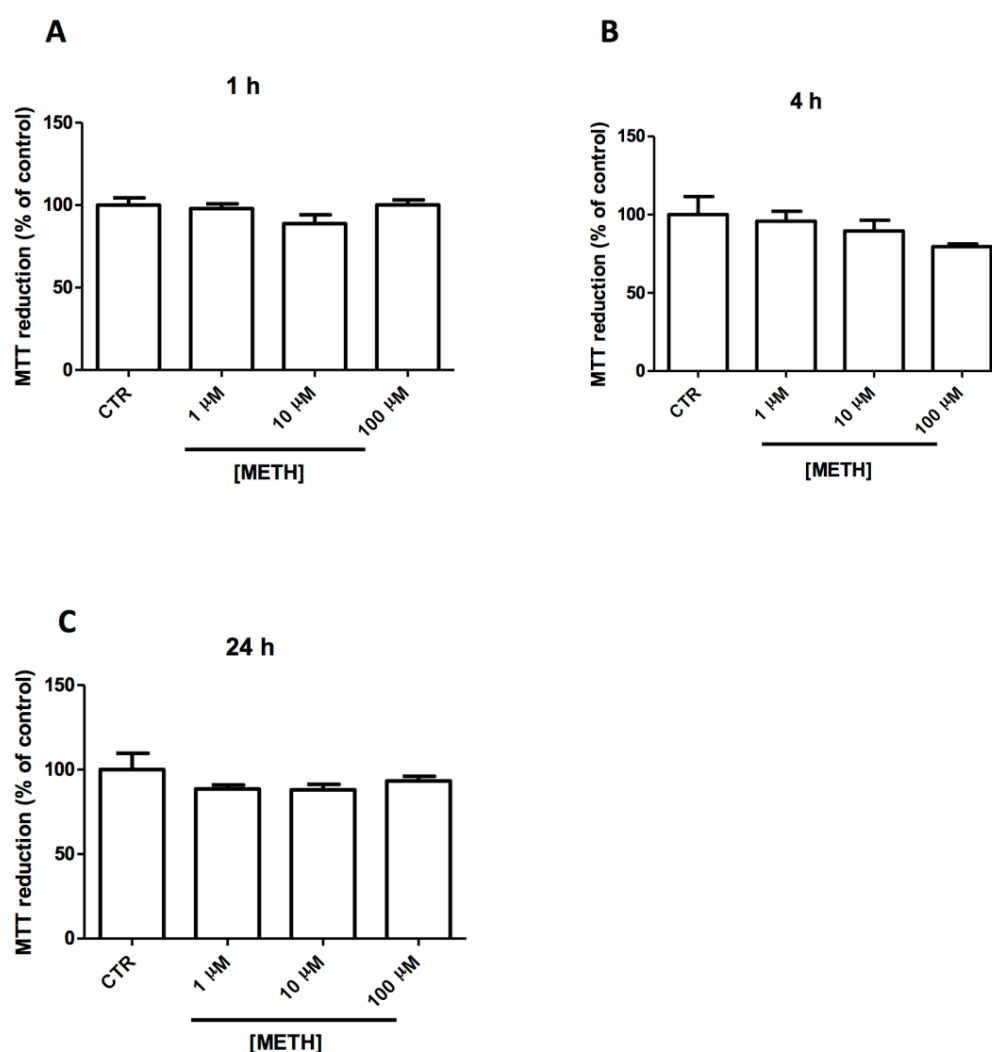 A
1 h
MTT reduction (% of control)
150
100
50
0
CTR
1 µM
10 µM
100 µM
[METH]
B
4 h
MTT reduction (% of control)
150
100
50
0
CTR
1 µM
10 µM
100 µM
[METH]
C
24 h
MTT reduction (% of control)
150
100
50
0
CTR
1 µM
10 µM
100 µM
[METH]